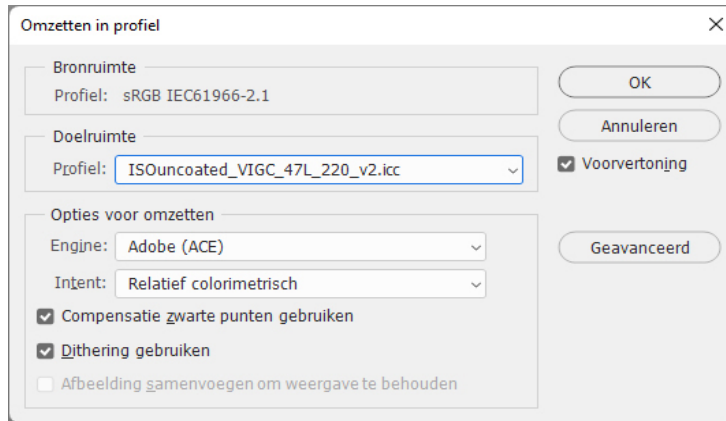 Omzetten in profiel
Bronruimte
Profiel: sRGB IEC61966-2.1
Doelruimte
Profiel: ISOuncoated_VIGC_47L_220_v2.icc
Opties voor omzetten
Engine: Adobe (ACE)
Intent: Relatief colorimetrisch
Compensatie zwarte punten gebruiken
Dithering gebruiken
Afbeelding samenvoegen om weergave te behouden
OK
Annuleren
Voorvertoning
Geavanceerd